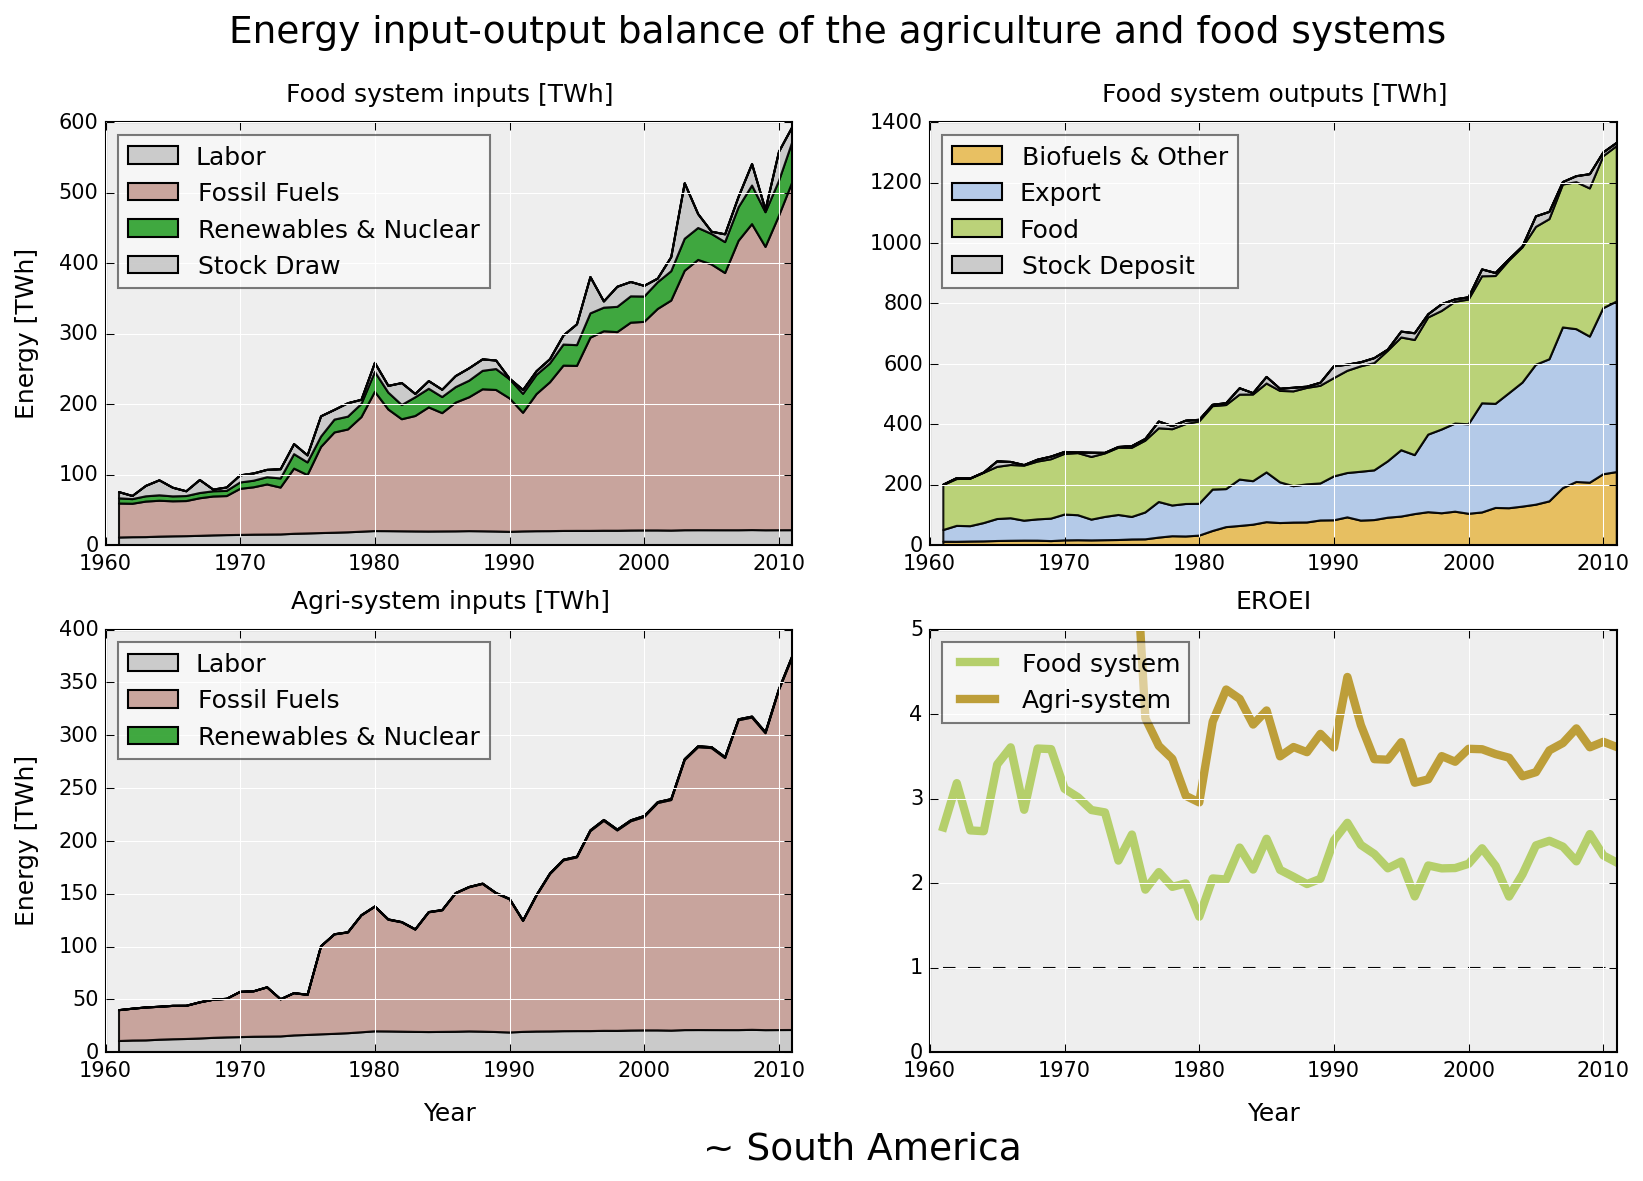 Energy input-output balance of the agriculture and food systems
Food system inputs [TWh]
Energy [TWh]
600
500
400
300
200
100
0
Labor
Fossil Fuels
Renewables & Nuclear
Stock Draw
1960 1970 1980 1990 2000 2010
Food system outputs [TWh]
1400
1200
1000
800
600
400
200
0
Biofuels & Other
Export
Food
Stock Deposit
1960 1970 1980 1990 2000 2010
Agri-system inputs [TWh]
Energy [TWh]
400
350
300
250
200
150
100
50
0
Labor
Fossil Fuels
Renewables & Nuclear
1960 1970 1980 1990 2000 2010
Year
EROEI
5
4
3
2
1
0
Food system
Agri-system
1960 1970 1980 1990 2000 2010
Year
~ South America